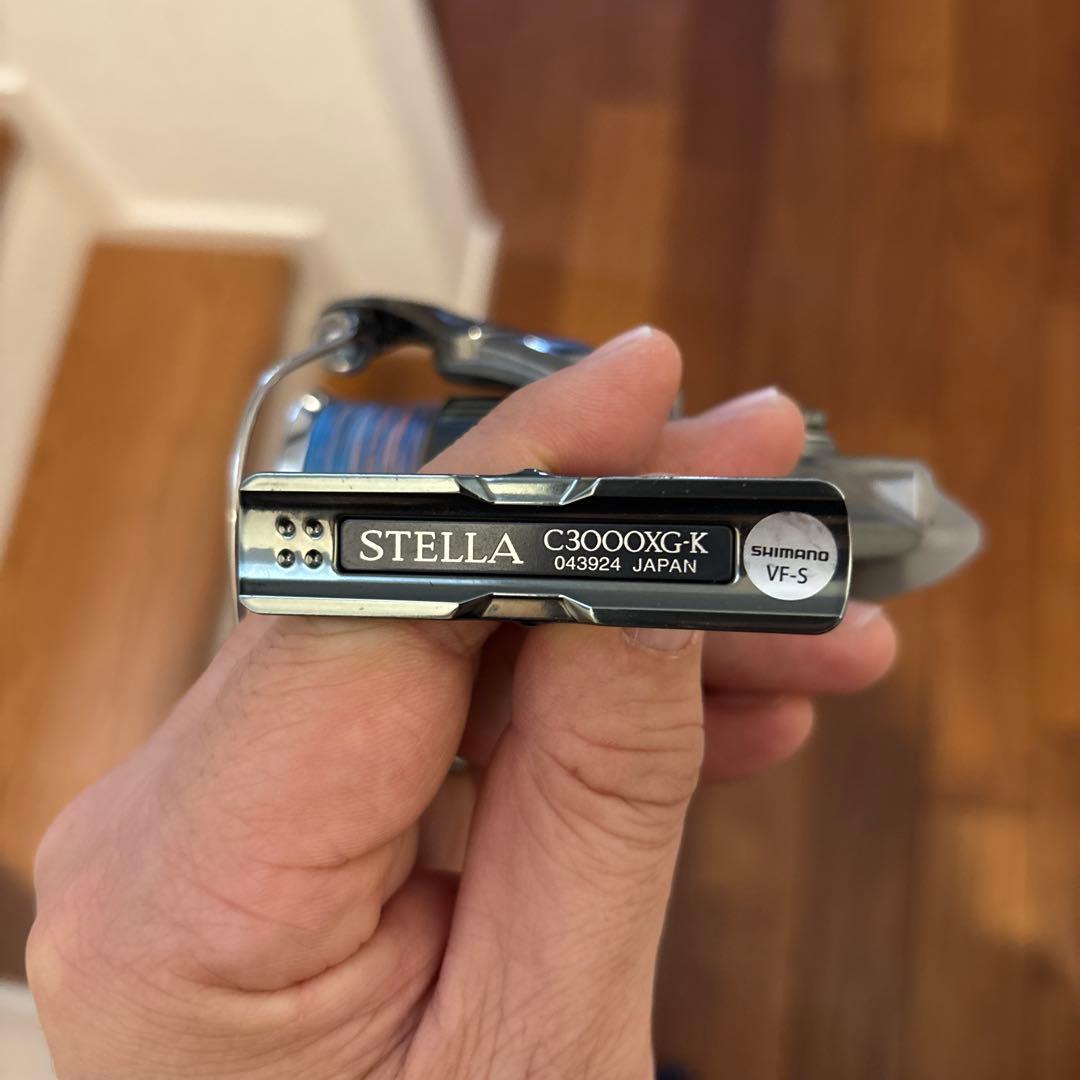 STELLA
C3000XG-K
043924 JAPAN
SHIMANO
VF-S